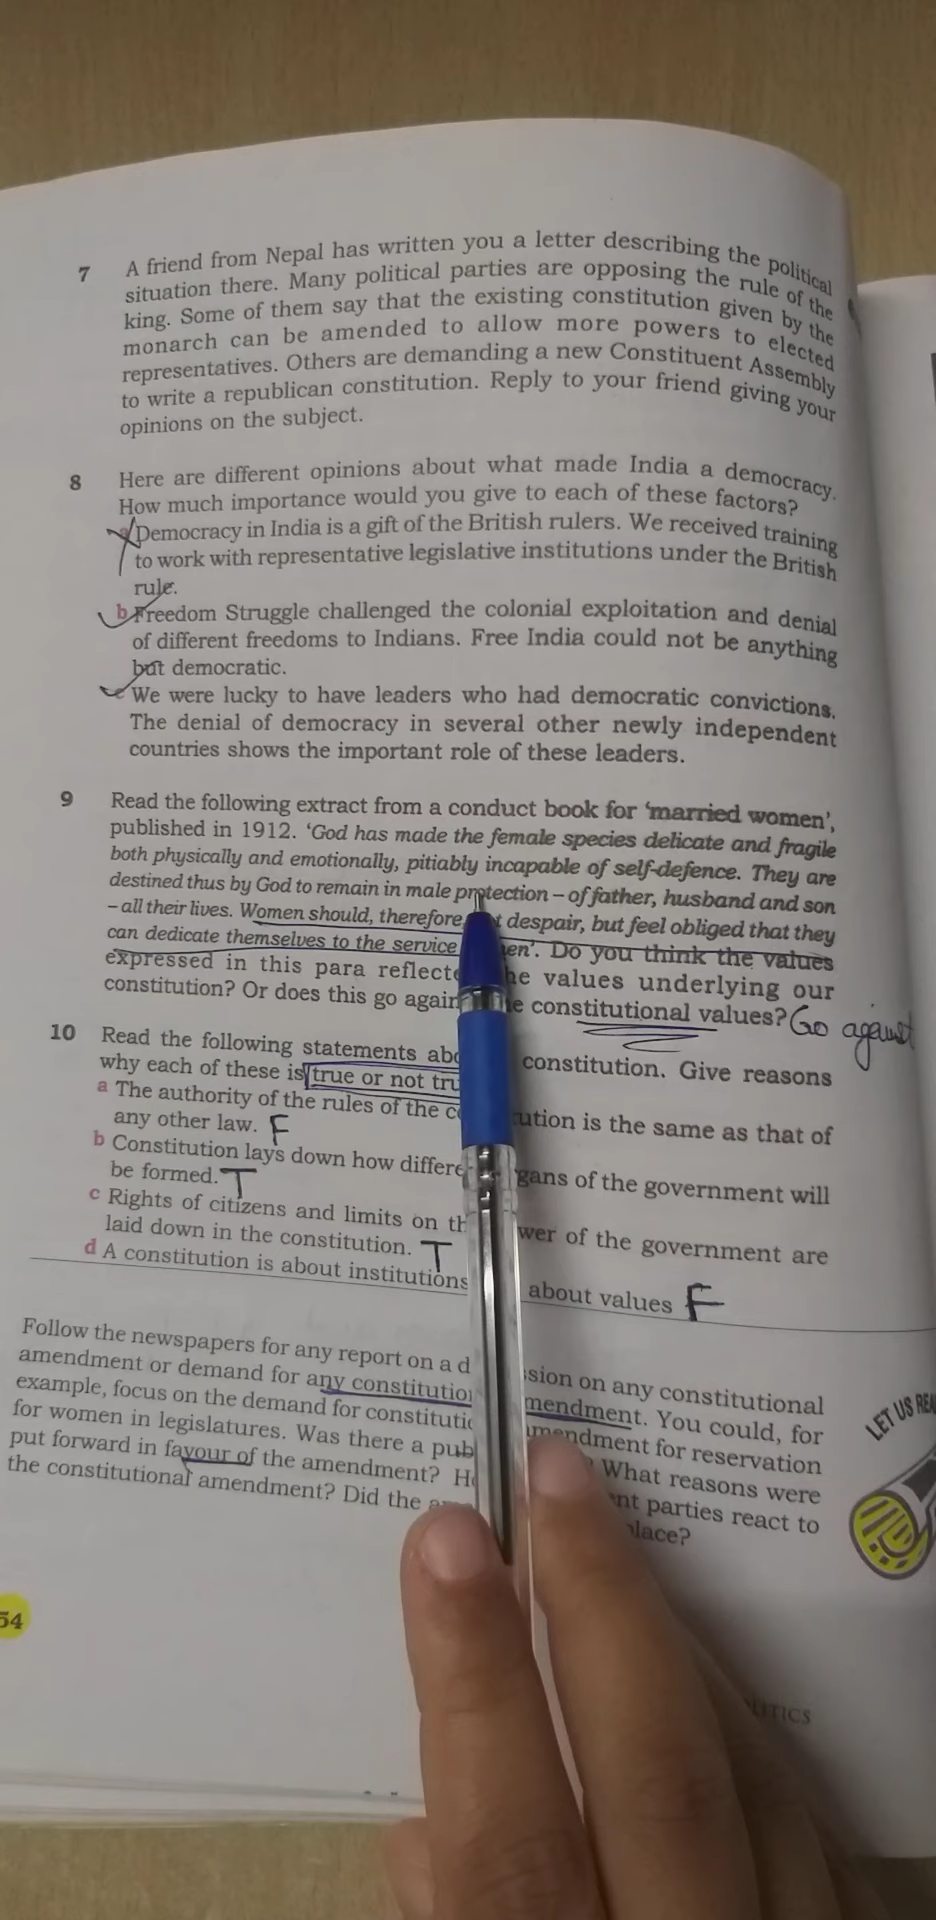 7 A friend from Nepal has written you a letter describing the political
situation there. Many political parties are opposing the rule of the
king. Some of them say that the existing constitution given by the
monarch can be amended to allow more powers to elected
representatives. Others are demanding a new Constituent Assembly
to write a republican constitution. Reply to your friend giving your
opinions on the subject.
8 Here are different opinions about what made India a democracy.
How much importance would you give to each of these factors?
Democracy in India is a gift of the British rulers. We received training
to work with representative legislative institutions under the British
rule.
b Freedom Struggle challenged the colonial exploitation and denial
of different freedoms to Indians. Free India could not be anything
but democratic.
We were lucky to have leaders who had democratic convictions.
The denial of democracy in several other newly independent
countries shows the important role of these leaders.
9 Read the following extract from a conduct book for ‘married women’,
published in 1912. ‘God has made the female species delicate and fragile
both physically and emotionally, pitiably incapable of self-defence. They are
destined thus by God to remain in male protection – of father, husband and son
– all their lives. Women should, therefore despair, but feel obliged that they
can dedicate themselves to the service en’. Do you think the values
expressed in this para reflect he values underlying our
constitution? Or does this go again e constitutional values? Go against
10 Read the following statements abo constitution. Give reasons
why each of these is true or not tru
a The authority of the rules of the c ution is the same as that of
any other law. F
b Constitution lays down how differe gans of the government will
be formed. T
c Rights of citizens and limits on th wer of the government are
laid down in the constitution. T
d A constitution is about institutions about values F
Follow the newspapers for any report on a d ssion on any constitutional
amendment or demand for any constitutio mendment. You could, for
example, focus on the demand for constitutio mendment for reservation
for women in legislatures. Was there a pub What reasons were
put forward in favour of the amendment? H nt parties react to
the constitutional amendment? Did the place?
LET US REA
54
LITICS